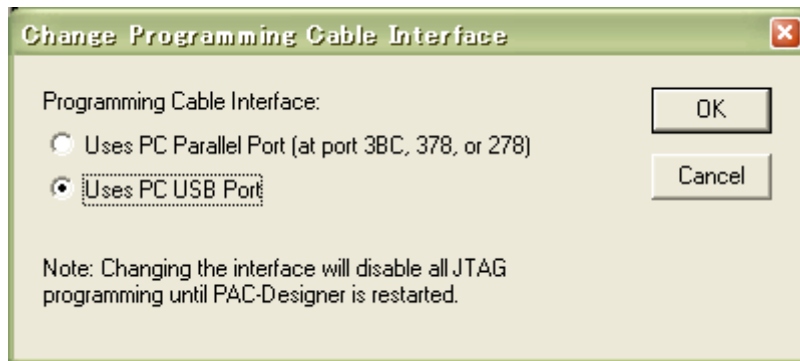 Change Programming Cable Interface
Programming Cable Interface:
Uses PC Parallel Port (at port 3BC, 378, or 278)
OK
Uses PC USB Port
Cancel
Note: Changing the interface will disable all JTAG
programming until PAC-Designer is restarted.